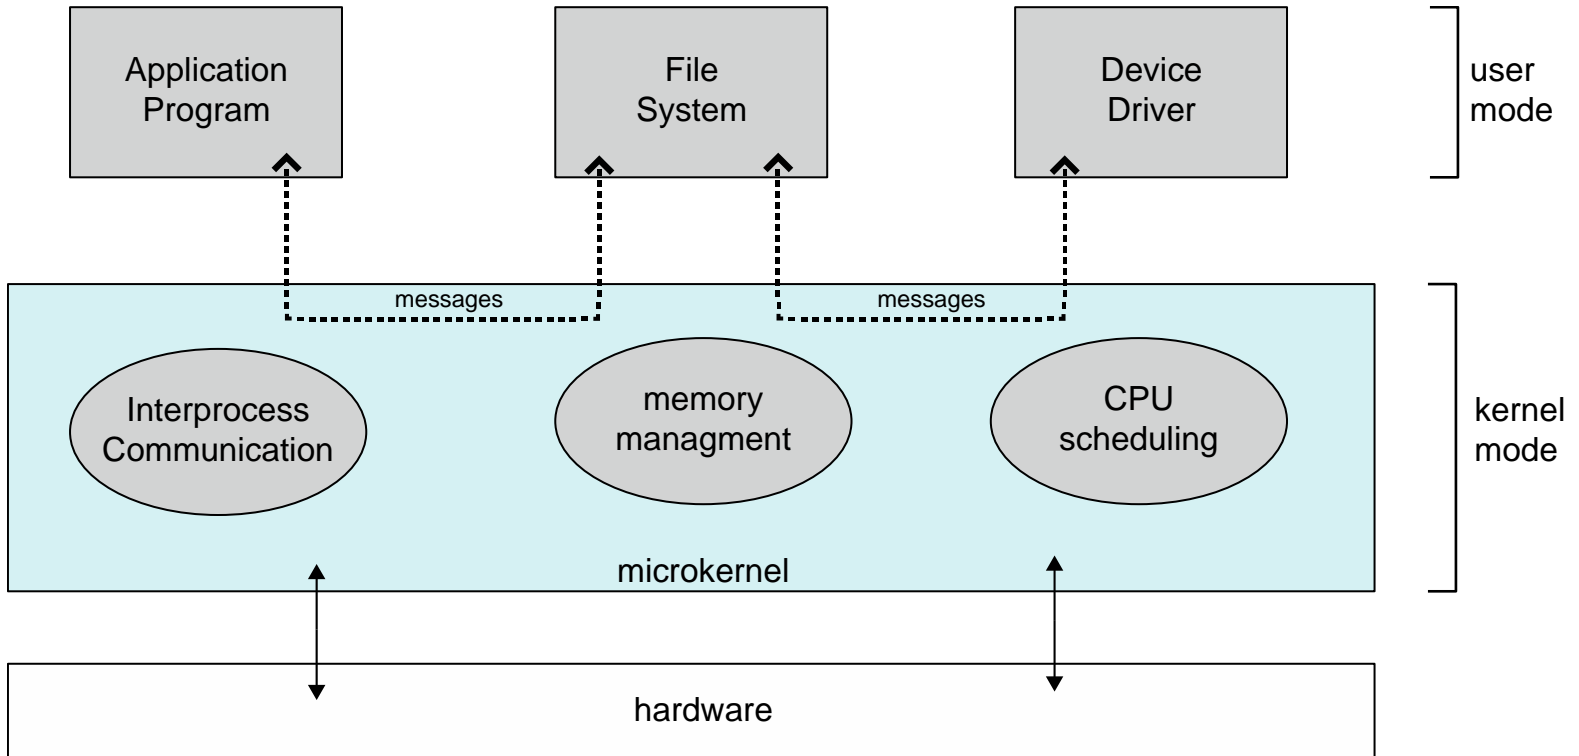 Application
Program
File
System
Device
Driver
user
mode
messages
messages
Interprocess
Communication
memory
managment
CPU
scheduling
kernel
mode
microkernel
hardware